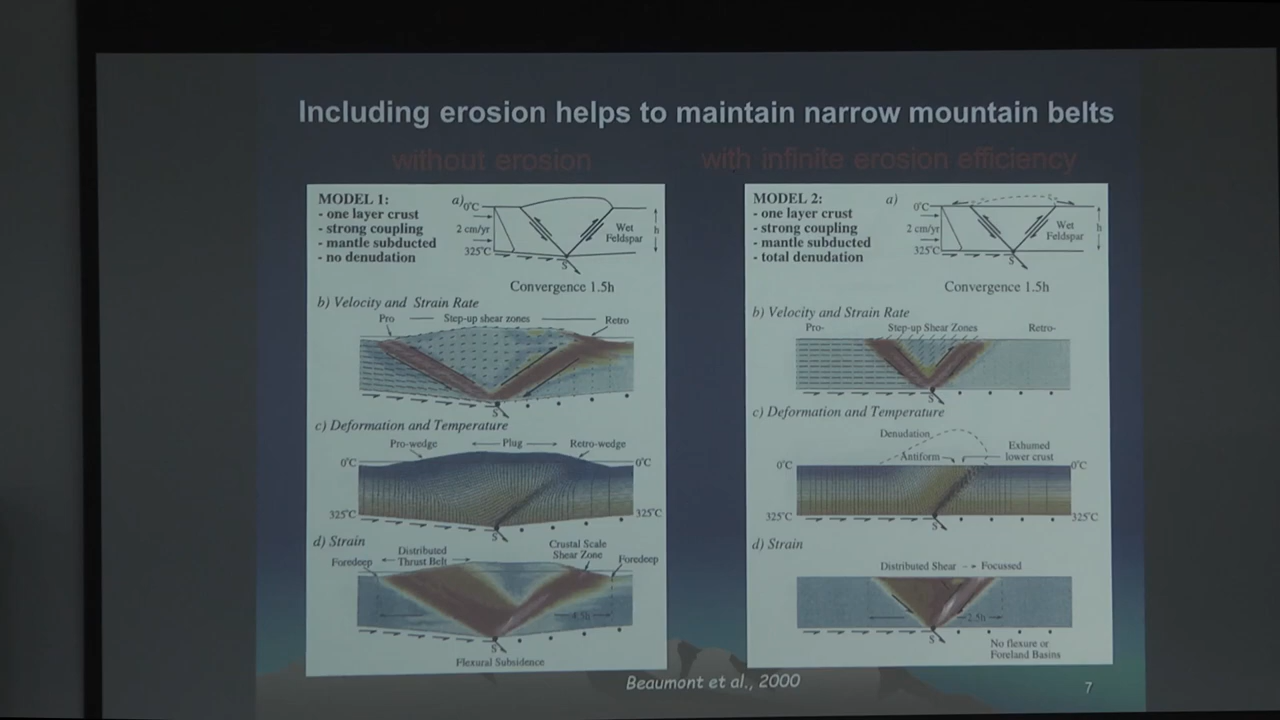 Including erosion helps to maintain narrow mountain belts
without erosion
MODEL 1:
- one layer crust
- strong coupling
- mantle subducted
- no denudation
a)
0°C
2 cm/yr
325°C
Wet
Feldspar
h
S
Convergence 1.5h
b) Velocity and Strain Rate
Pro
Step-up shear zones
Retro
S
c) Deformation and Temperature
Pro-wedge
Plug
Retro-wedge
0°C
0°C
325°C
325°C
S
d) Strain
Distributed
Thrust Belt
Crustal Scale
Shear Zone
Foredeep
Foredeep
4.5h
S
Flexural Subsidence
with infinite erosion efficiency
MODEL 2:
- one layer crust
- strong coupling
- mantle subducted
- total denudation
a)
0°C
2 cm/yr
325°C
Wet
Feldspar
h
S
Convergence 1.5h
b) Velocity and Strain Rate
Pro-
Step-up Shear Zones
Retro-
S
c) Deformation and Temperature
Denudation
Antiform
Exhumed
lower crust
0°C
0°C
325°C
325°C
S
d) Strain
Distributed Shear
Focussed
2.5h
S
No flexure or
Foreland Basins
Beaumont et al., 2000
7